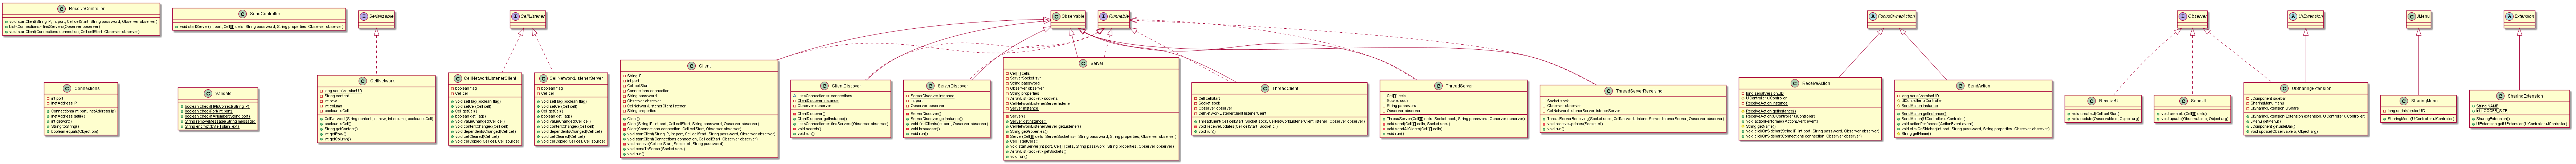 ReceiveController
void startClient(String IP, int port, Cell cellStart, String password, Observer observer)
List<Connections> findServers(Observer observer)
void startClient(Connections connection, Cell cellStart, Observer observer)
SendController
void startServer(int port, Cell[][] cells, String password, String properties, Observer observer)
Serializable
CellListener
Observable
Runnable
FocusOwnerAction
Observer
UIExtension
UMenu
Extension
Connections
int port
InetAddress IP
Connections(int port, InetAddress ip)
InetAddress getIP()
int getPort()
String toString()
boolean equals(Object obj)
Validate
boolean checkIfIPIsCorrect(String IP)
boolean checkPort(int port)
boolean checkIfANumber(String port)
String removeMessage(String message)
CellNetwork
long serialVersionUID
String content
int row
int column
boolean isCell
CellNetwork(String content, int row, int column, boolean isCell)
boolean isCell()
String getContent()
int getRow()
int getColumn()
CellNetworkListenerClient
boolean flag
Cell cell
void setFlag(boolean flag)
void setCell(Cell cell)
Cell getCell()
boolean getFlag()
void valueChanged(Cell cell)
void contentChanged(Cell cell)
void dependentsChanged(Cell cell)
void cellCleared(Cell cell)
void cellCopied(Cell cell, Cell source)
CellNetworkListenerServer
boolean flag
Cell cell
void setFlag(boolean flag)
void setCell(Cell cell)
Cell getCell()
boolean getFlag()
void valueChanged(Cell cell)
void contentChanged(Cell cell)
void dependentsChanged(Cell cell)
void cellCleared(Cell cell)
void cellCopied(Cell cell, Cell source)
Client
String IP
int port
Cell cellStart
Connections connection
String password
Observer observer
CellNetworkListenerClient listener
String properties
Client()
Client(String IP, int port, Cell cellStart, String password, Observer observer)
Client(Connections connection, Cell cellStart, Observer observer)
void startClient(String IP, int port, Cell cellStart, String password, Observer observer)
void startClient(Connections connection, Cell cellStart, Observer observer)
void receive(Cell cellStart, Socket cli, String password)
void sendToServer(Socket sock)
void run()
ClientDiscover
List<Connections> connections
ClientDiscover instance
Observer observer
ClientDiscover()
ClientDiscover getInstance()
List<Connections> findServers(Observer observer)
void search()
void run()
ServerDiscover
ServerDiscover instance
int port
Observer observer
ServerDiscover()
ServerDiscover getInstance()
void findClients(int port, Observer observer)
void broadcast()
void run()
Server
Cell[][] cells
ServerSocket svr
String password
Observer observer
String properties
ArrayList<Socket> sockets
CellNetworkListenerServer listener
Server instance
Server()
Server getInstance()
CellNetworkListenerServer getListener()
String getProperties()
Server(Cell[][] cells, ServerSocket svr, String password, String properties, Observer observer)
Cell[][] getCells()
void startServer(int port, Cell[][] cells, String password, String properties, Observer observer)
ArrayList<Socket> getSockets()
void run()
ThreadClient
Cell cellStart
Socket sock
Observer observer
CellNetworkListenerClient listenerClient
ThreadClient(Cell cellStart, Socket sock, CellNetworkListenerClient listenerClient, Observer observer)
void receiveUpdates(Cell cellStart, Socket cli)
void run()
ThreadServer
Cell[][] cells
Socket sock
String password
Observer observer
ThreadServer(Cell[][] cells, Socket sock, String password, Observer observer)
void send(Cell[][] cells, Socket sock)
void sendAllCells(Cell[][] cells)
void run()
ThreadServerReceiving
Socket sock
Observer observer
CellNetworkListenerServer listenerServer
ThreadServerReceiving(Socket sock, CellNetworkListenerServer listenerServer, Observer observer)
void receiveUpdates(Socket cli)
void run()
ReceiveAction
long serialVersionUID
UIController uiController
ReceiveAction instance
ReceiveAction getInstance()
ReceiveAction(UIController uiController)
void actionPerformed(ActionEvent event)
String getName()
void clickOnSidebar(String IP, int port, String password, Observer observer)
void clickOnSidebar(Connections connection, Observer observer)
SendAction
long serialVersionUID
UIController uiController
SendAction instance
SendAction getInstance()
SendAction(UIController uiController)
void actionPerformed(ActionEvent event)
void clickOnSidebar(int port, String password, String properties, Observer observer)
String getName()
ReceiveUI
void createUI(Cell cellStart)
void update(Observable o, Object arg)
SendUI
void createUI(Cell[][] cells)
void update(Observable o, Object arg)
UISharingExtension
JComponent sidebar
SharingMenu menu
UISharingExtension uiShare
UISharingExtension(Extension extension, UIController uiController)
JMenu getMenu()
JComponent getSideBar()
void update(Observable o, Object arg)
SharingMenu
long serialVersionUID
SharingMenu(UIController uiController)
SharingExtension
String NAME
int LOGGER_SIZE
SharingExtension()
UIExtension getUIExtension(UIController uiController)